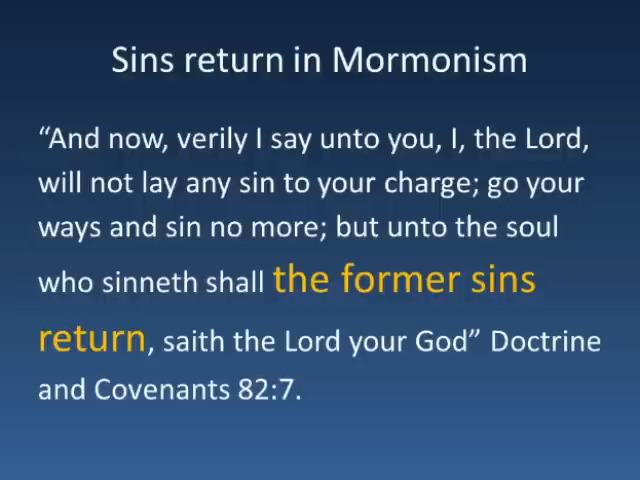 Sins return in Mormonism
“And now, verily I say unto you, I, the Lord,
will not lay any sin to your charge; go your
ways and sin no more; but unto the soul
who sinneth shall the former sins
return, saith the Lord your God” Doctrine
and Covenants 82:7.